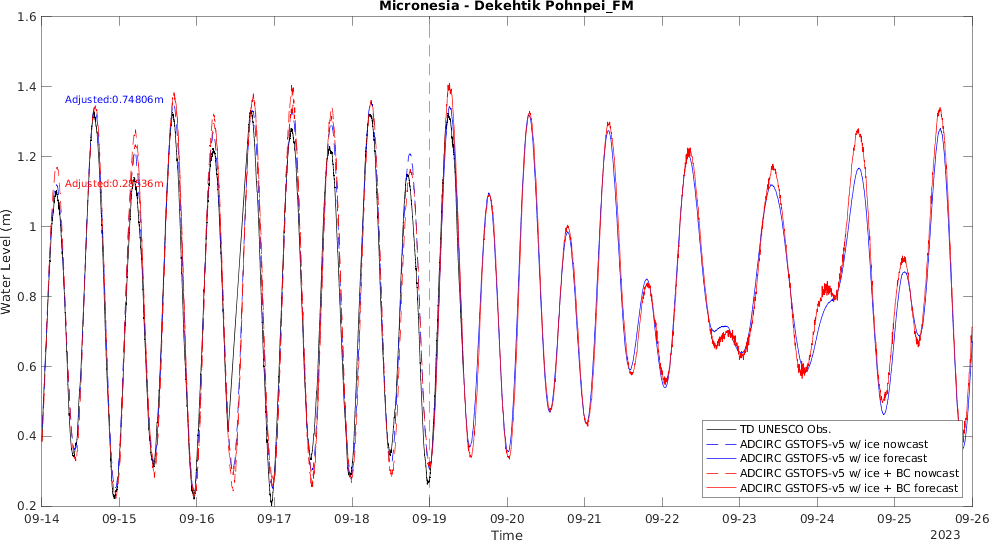 Micronesia - Dekehtik Pohnpei_FM
1.6
1.4
1.2
1
0.8
0.6
0.4
0.2
Water Level (m)
Adjusted:0.74806m
TD UNESCO Obs.
ADCIRC GSTOFS-v5 w/ ice nowcast
ADCIRC GSTOFS-v5 w/ ice forecast
ADCIRC GSTOFS-v5 w/ ice + BC nowcast
ADCIRC GSTOFS-v5 w/ ice + BC forecast
09-14 09-15 09-16 09-17 09-18 09-19 09-20 09-21 09-22 09-23 09-24 09-25 09-26
Time
2023